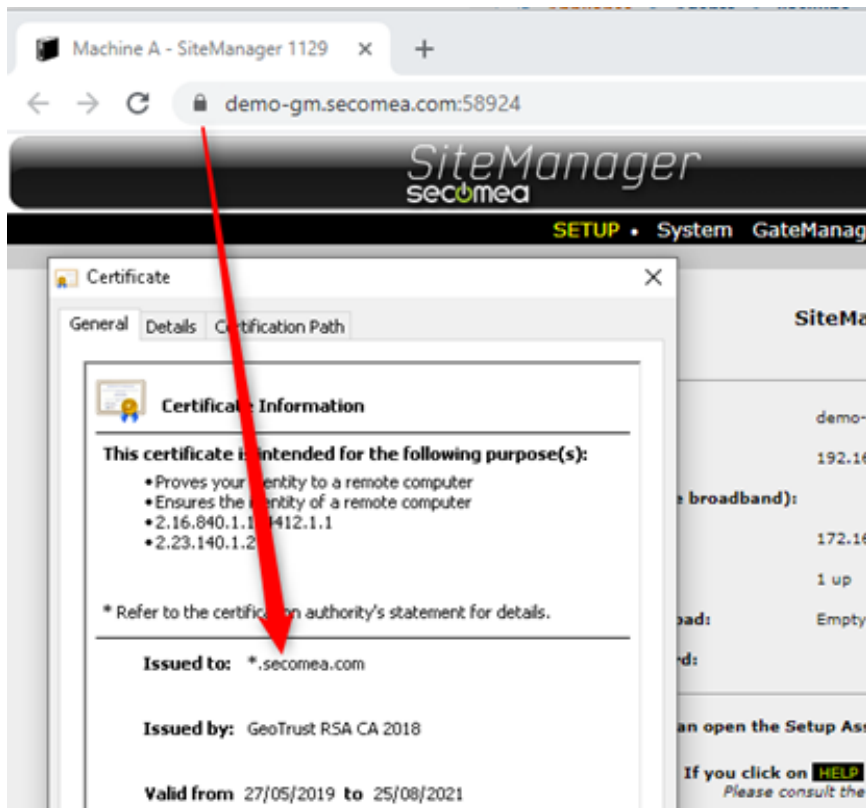 Machine A - SiteManager 1129
demo-gm.secomea.com:58924
SiteManager
secomea
SETUP • System GateManag
Certificate
General Details Certification Path
SiteMa
Certificate Information
This certificate is intended for the following purpose(s):
•Proves your identity to a remote computer
•Ensures the identity of a remote computer
•2.16.840.1.1 4412.1.1
•2.23.140.1.2
* Refer to the certification authority's statement for details.
Issued to: *.secomea.com
Issued by: GeoTrust RSA CA 2018
Valid from 27/05/2019 to 25/08/2021
demo-
192.16
e broadband):
172.16
1 up
oad: Empty
rd:
an open the Setup Ass
If you click on HELP
Please consult the